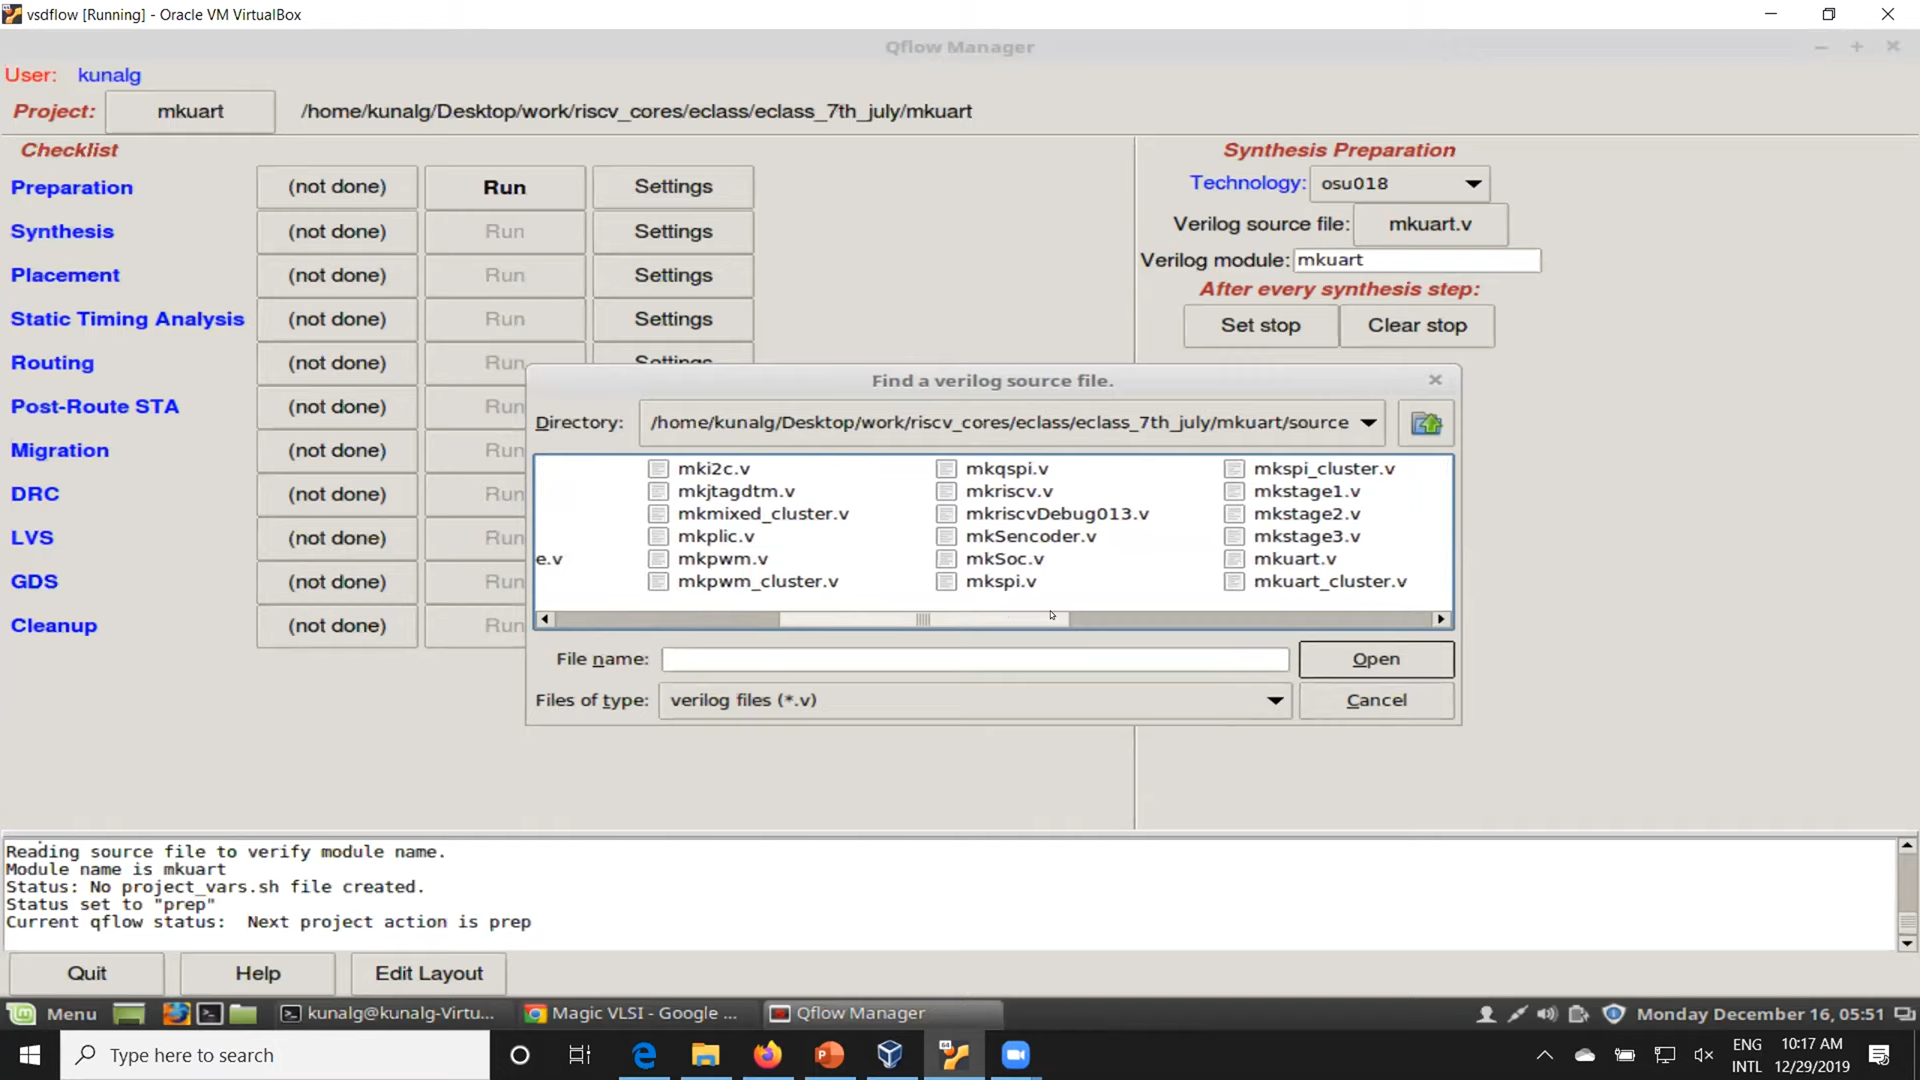 vsdflow [Running] - Oracle VM VirtualBox
Qflow Manager
User: kunalg
Project: mkuart /home/kunalg/Desktop/work/riscv_cores/eclass/eclass_7th_july/mkuart
Checklist
Preparation (not done) Run Settings
Synthesis (not done) Run Settings
Placement (not done) Run Settings
Static Timing Analysis (not done) Run Settings
Routing (not done) Run Settings
Post-Route STA (not done) Run
Migration (not done) Run
DRC (not done) Run
LVS (not done) Run
GDS (not done) Run
Cleanup (not done) Run
Synthesis Preparation
Technology: osu018
Verilog source file: mkuart.v
Verilog module: mkuart
After every synthesis step:
Set stop Clear stop
Find a verilog source file.
Directory: /home/kunalg/Desktop/work/riscv_cores/eclass/eclass_7th_july/mkuart/source
mki2c.v mkqspi.v mkspi_cluster.v
mkjtagdtm.v mkriscv.v mkstage1.v
mkmixed_cluster.v mkriscvDebug013.v mkstage2.v
mkplic.v mkSencoder.v mkstage3.v
e.v mkpwm.v mkSoc.v mkuart.v
mkpwm_cluster.v mkspi.v mkuart_cluster.v
File name: Open
Files of type: verilog files (*.v) Cancel
Reading source file to verify module name.
Module name is mkuart
Status: No project_vars.sh file created.
Status set to "prep"
Current qflow status: Next project action is prep
Quit Help Edit Layout
Menu kunalg@kunalg-Virtu... Magic VLSI - Google ... Qflow Manager Monday December 16, 05:51
Type here to search
ENG 10:17 AM
INTL 12/29/2019